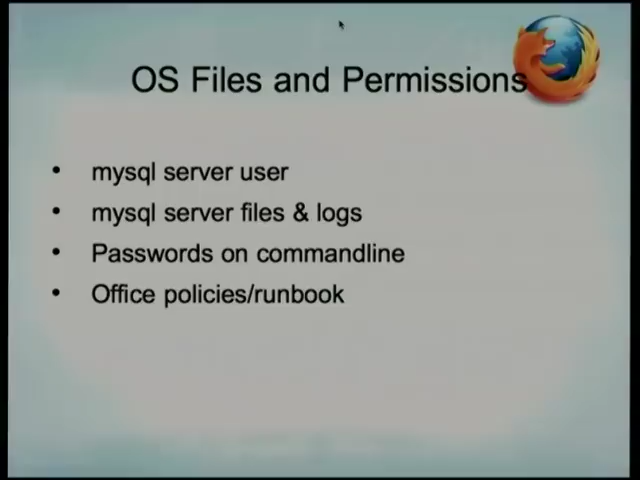 OS Files and Permissions
• mysql server user
• mysql server files & logs
• Passwords on commandline
• Office policies/runbook